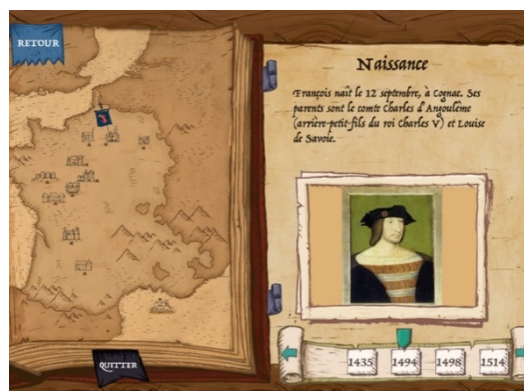 RETOUR
Naissance
François naît le 12 septembre, à Cognac. Ses
parents sont le comte Charles d'Angoulême
(arrière-petit-fils du roi Charles V) et Louise
de Savoie.
QUITTER
1435
1494
1498
1514